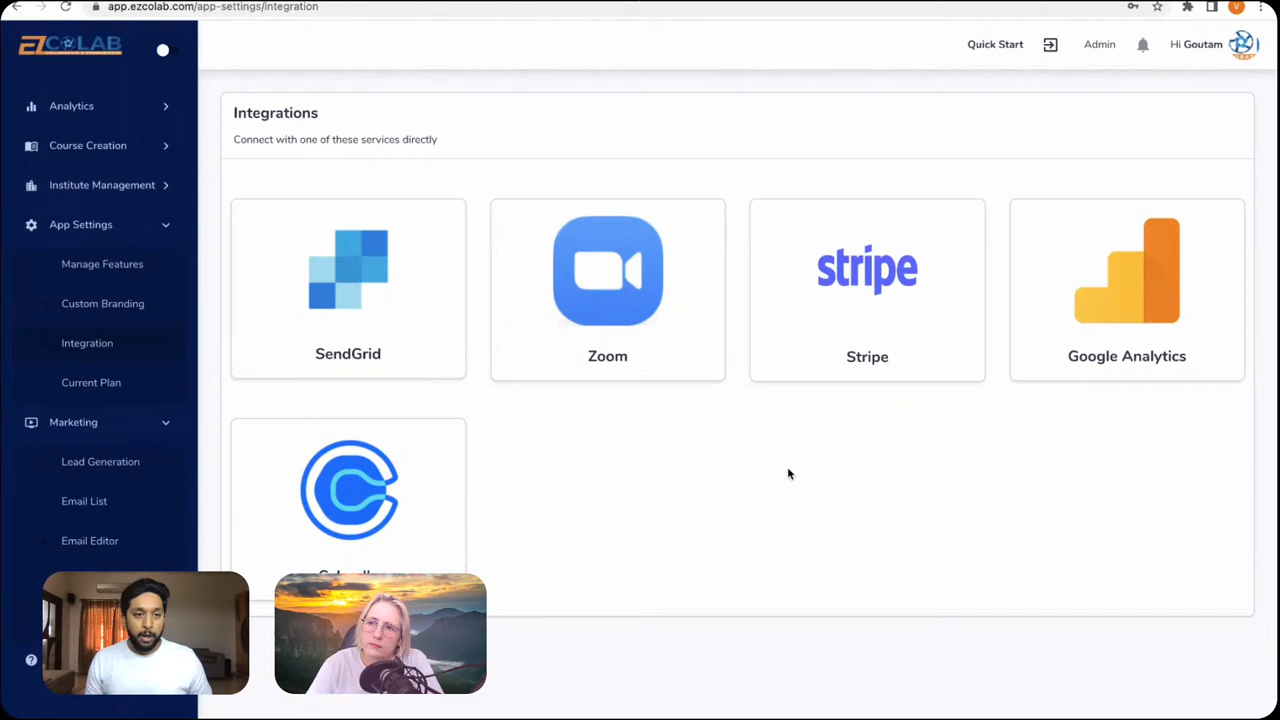 app.ezcolab.com/app-settings/integration
V
EZCOLAB
Quick Start
Admin
Hi Goutam
Analytics
Course Creation
Institute Management
App Settings
Manage Features
Custom Branding
Integration
Current Plan
Marketing
Lead Generation
Email List
Email Editor
Integrations
Connect with one of these services directly
SendGrid
Zoom
stripe
Stripe
Google Analytics